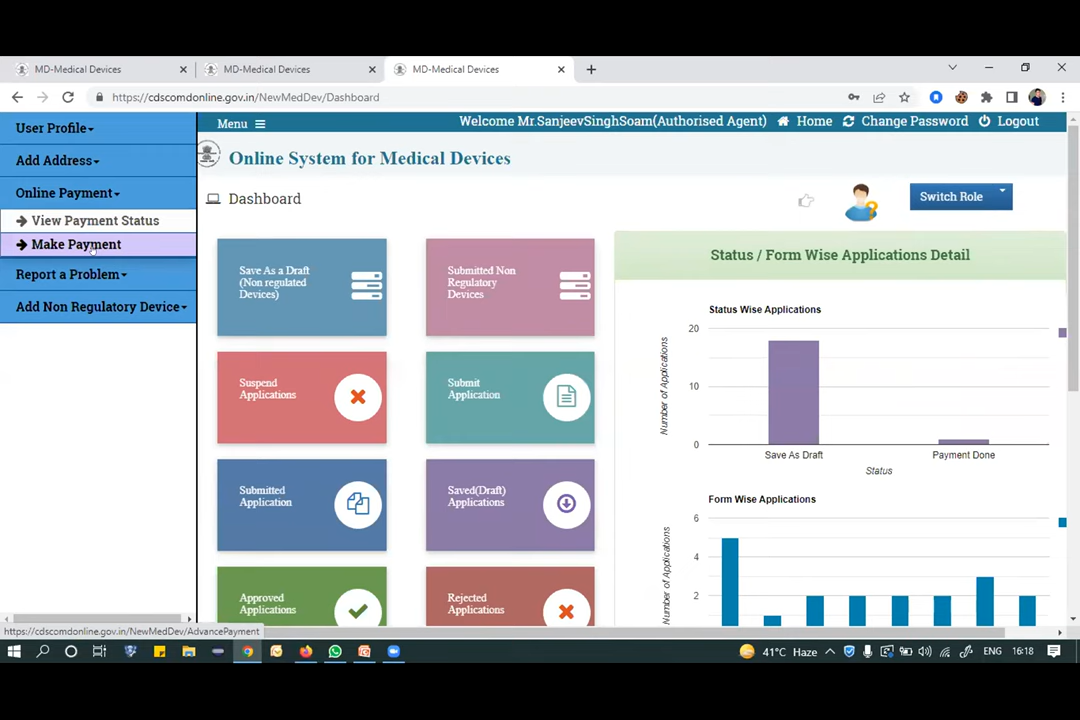 MD-Medical Devices
MD-Medical Devices
MD-Medical Devices
https://cdscomdonline.gov.in/NewMedDev/Dashboard
User Profile
Menu
Welcome Mr.SanjeevSinghSoam(Authorised Agent)
Home
Change Password
Logout
Add Address
Online Payment
View Payment Status
Make Payment
Report a Problem
Add Non Regulatory Device
Online System for Medical Devices
Dashboard
Switch Role
Save As a Draft
(Non regulated
Devices)
Submitted Non
Regulatory
Devices
Suspend
Applications
Submit
Application
Submitted
Application
Saved(Draft)
Applications
Approved
Applications
Rejected
Applications
Status / Form Wise Applications Detail
Status Wise Applications
Number of Applications
20
10
0
Save As Draft
Payment Done
Status
Form Wise Applications
Number of Applications
6
4
2
https://cdscomdonline.gov.in/NewMedDev/AdvancePayment
41°C Haze
ENG
16:18